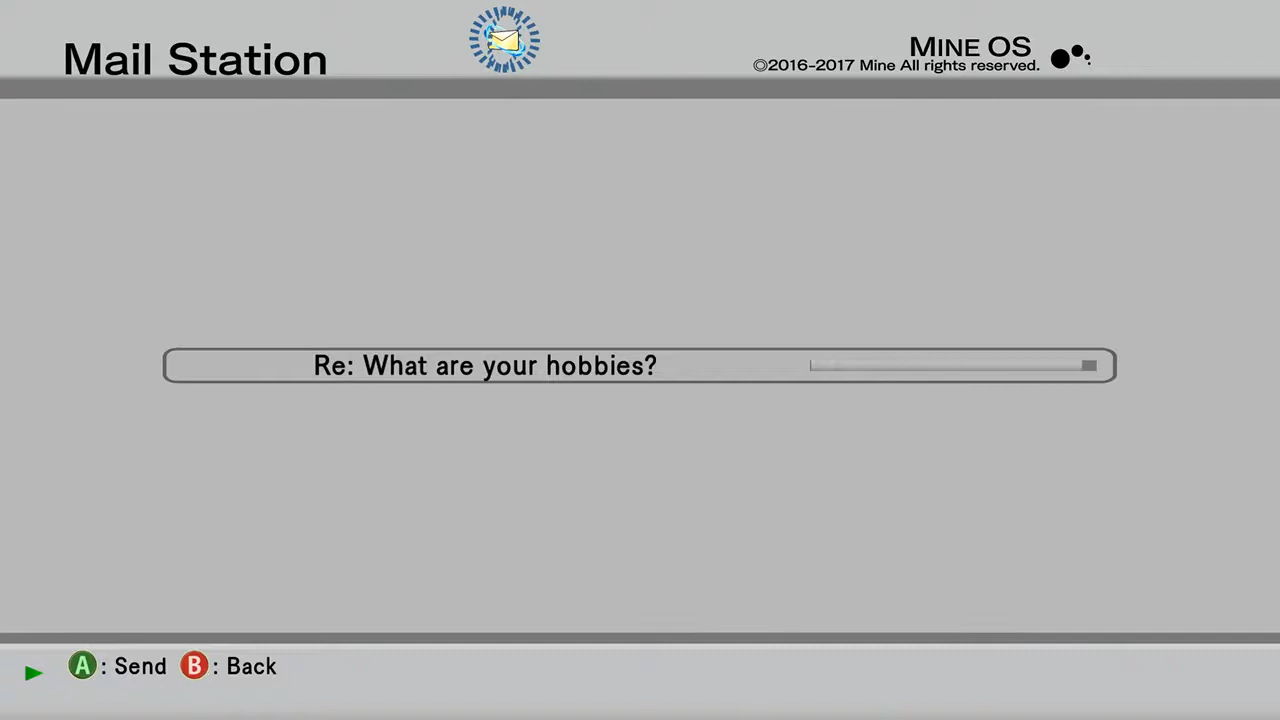 Mail Station
MINE OS
©2016-2017 Mine All rights reserved.
Re: What are your hobbies?
A : Send B : Back